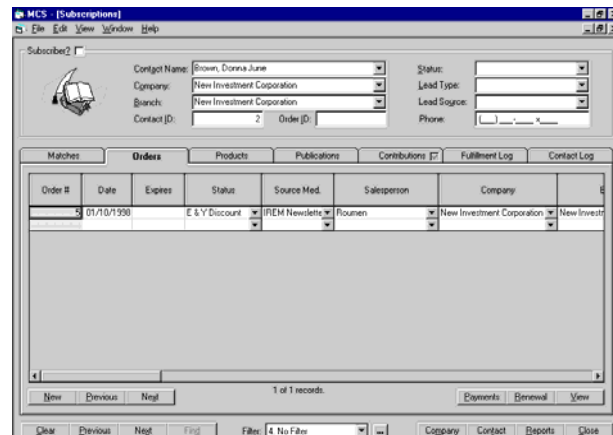 MCS - [Subscriptions]
File Edit View Window Help
Subscriber?
Contact Name: Brown, Donna June Status:
Company: New Investment Corporation Lead Type:
Branch: New Investment Corporation Lead Source:
Contact ID: 2 Order ID: Phone: (__)___-____ x____
Matches Orders Products Publications Contributions Fulfillment Log Contact Log
Order # Date Expires Status Source Med. Salesperson Company
5 01/10/1998 E & Y Discount IREM Newslette Roumen New Investment Corporation New Investr
1 of 1 records.
New Previous Next Payments Renewal View
Clear Previous Next Find Filter: 4. No Filter ... Company Contact Reports Close